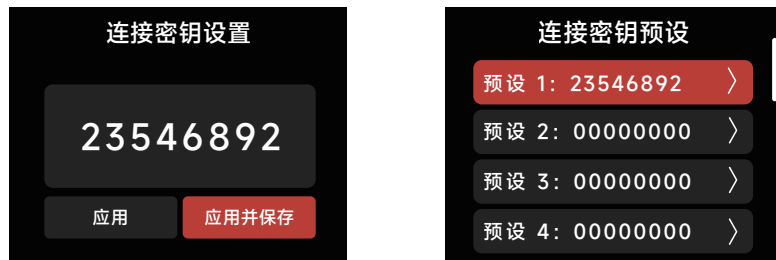 连接密钥设置
23546892
应用
应用并保存
连接密钥预设
预设 1: 23546892
预设 2: 00000000
预设 3: 00000000
预设 4: 00000000